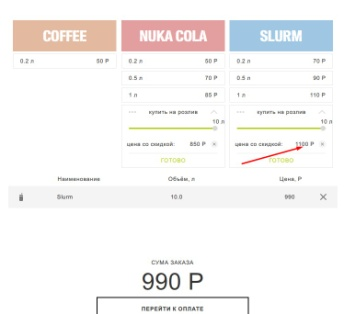 COFFEE NUKA COLA SLURM
0.2 л 50 Р 0.2 л 50 Р 0.2 л 70 Р
0.5 л 70 Р 0.5 л 90 Р
1 л 85 Р 1 л 110 Р
купить на розлив купить на розлив
10 л 10 л
цена со скидкой: 850 Р цена со скидкой: 1100 Р
ГОТОВО ГОТОВО
Наименование Объём, л Цена, Р
Slurm 10.0 990
СУМА ЗАКАЗА
990 Р
ПЕРЕЙТИ К ОПЛАТЕ